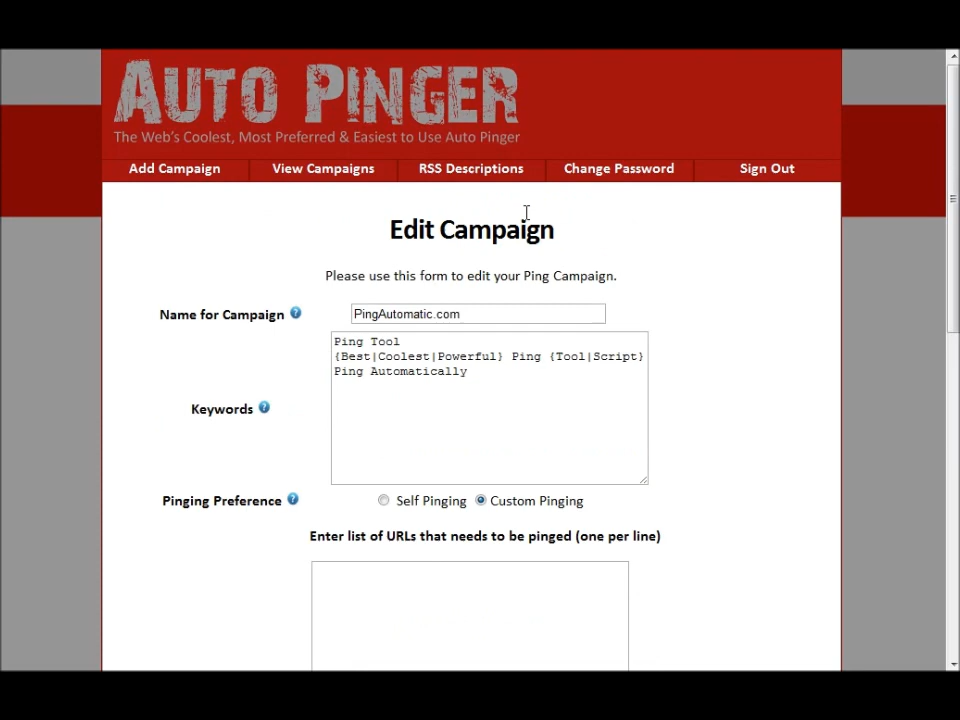 AUTO PINGER
The Web's Coolest, Most Preferred & Easiest to Use Auto Pinger
Add Campaign View Campaigns RSS Descriptions Change Password Sign Out
Edit Campaign
Please use this form to edit your Ping Campaign.
Name for Campaign ? PingAutomatic.com
Ping Tool
{Best|Coolest|Powerful} Ping {Tool|Script}
Ping Automatically
Keywords ?
Pinging Preference ? Self Pinging Custom Pinging
Enter list of URLs that needs to be pinged (one per line)